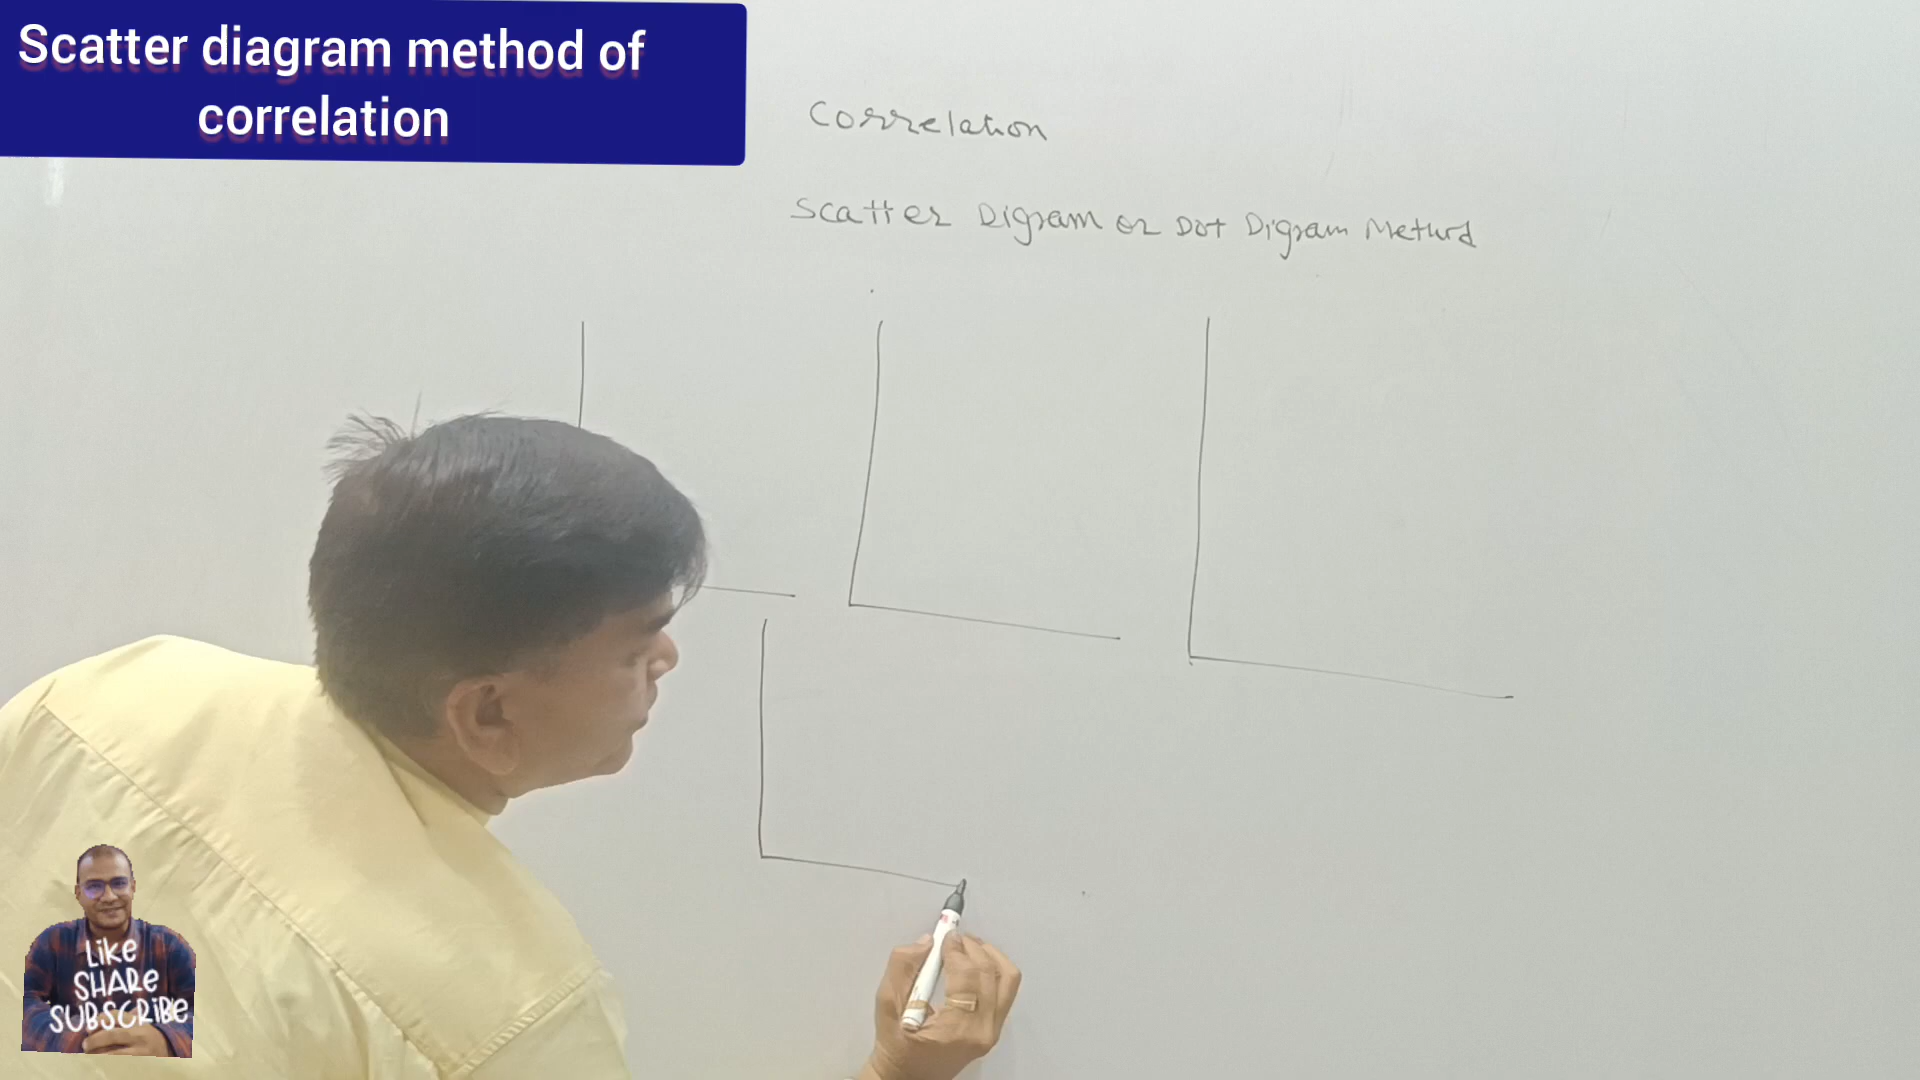 Scatter diagram method of
correlation
Correlation
Scatter Digram or Dot Digram Method
LiKE
SHARe
SUBSCRiBE